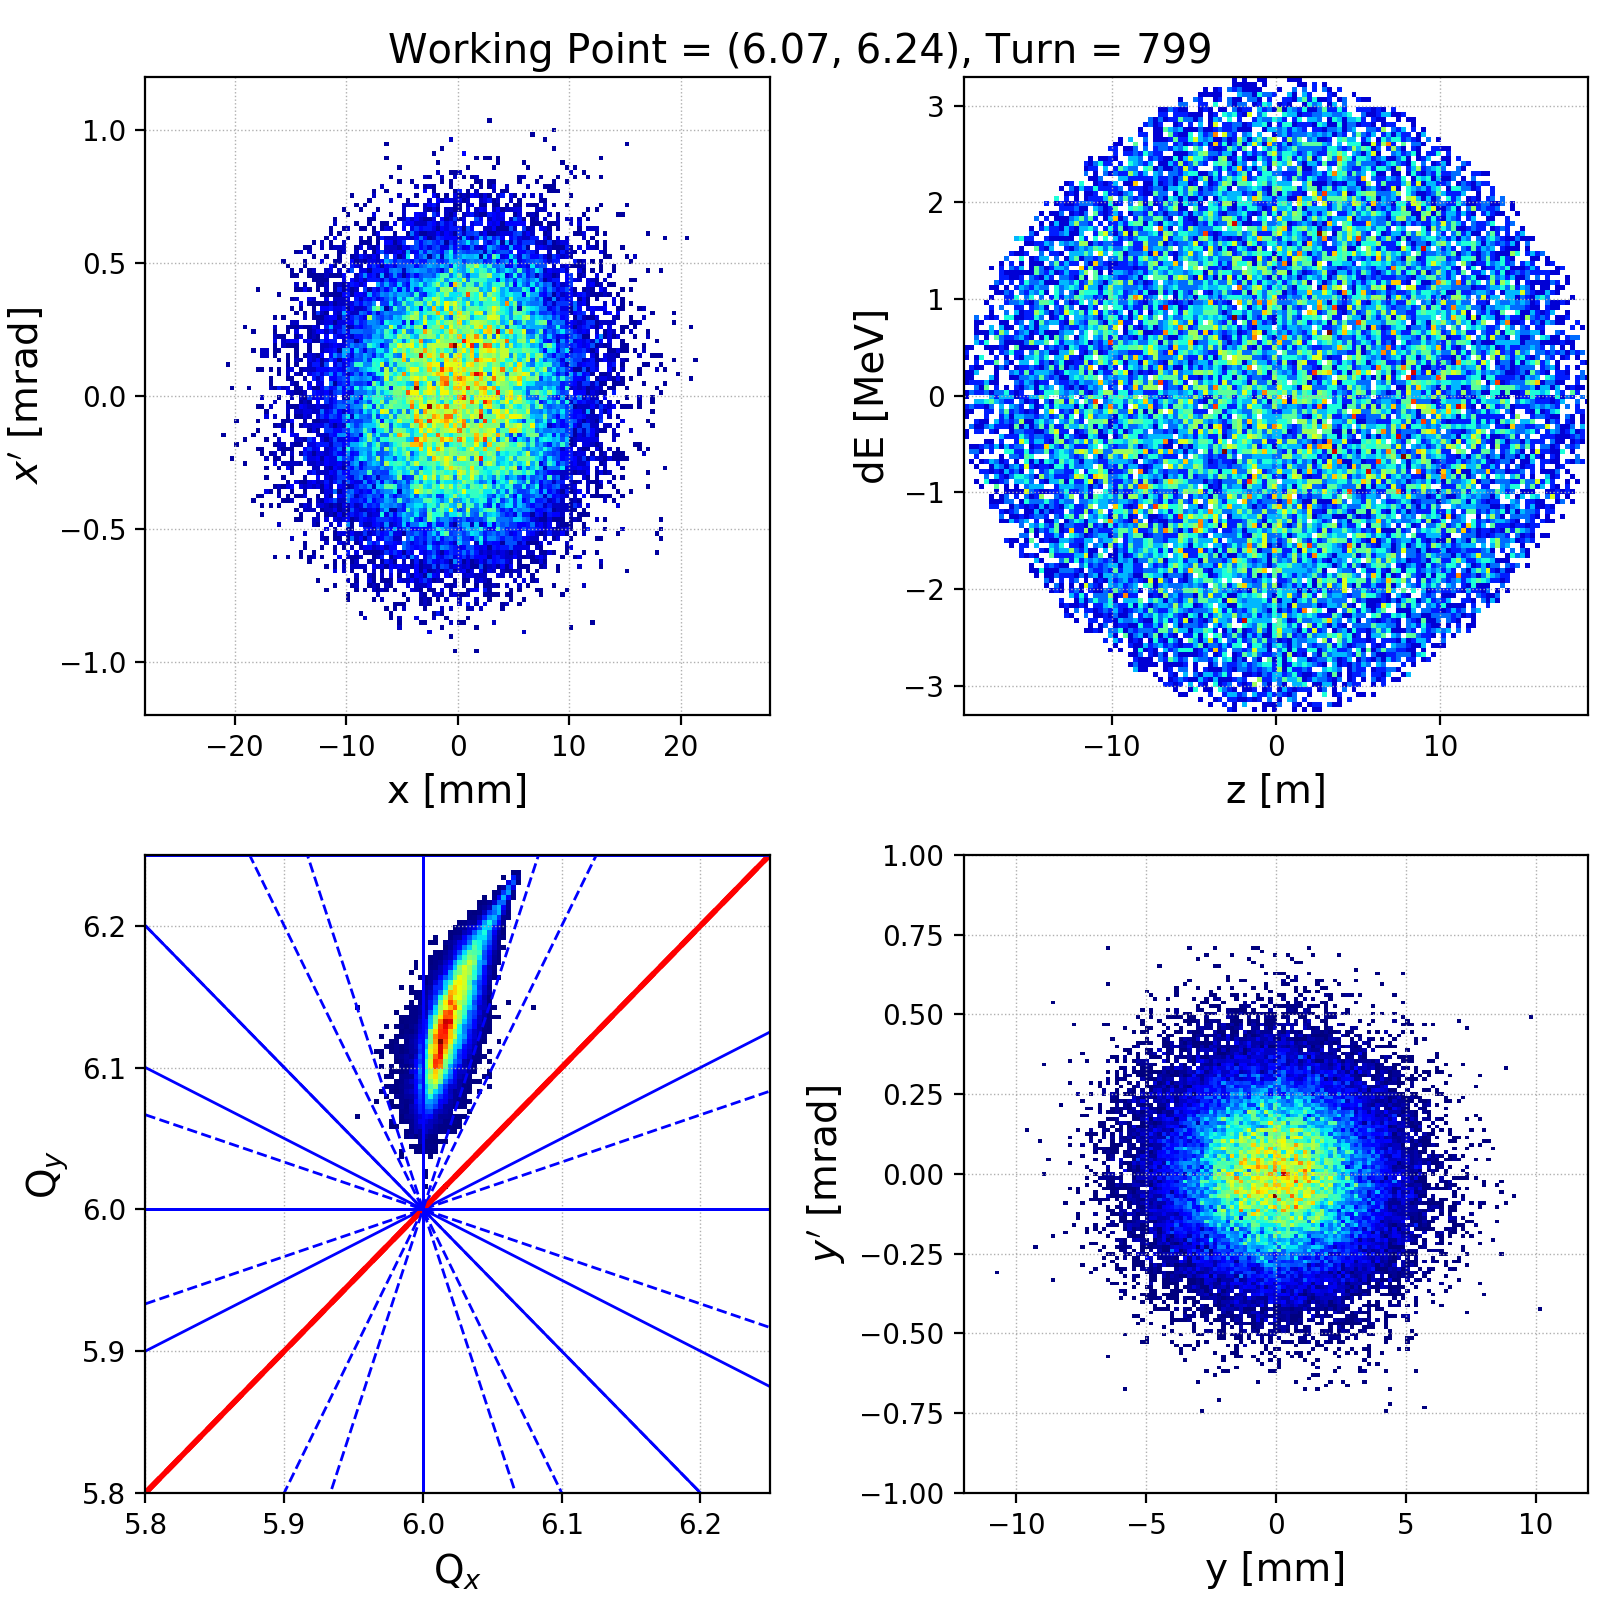 Working Point = (6.07, 6.24), Turn = 799
1.0
0.5
0.0
−0.5
−1.0
x′ [mrad]
−20 −10 0 10 20
x [mm]
3
2
1
0
−1
−2
−3
dE [MeV]
−10 0 10
z [m]
6.2
6.1
6.0
5.9
5.8
Qy
5.8 5.9 6.0 6.1 6.2
Qx
1.00
0.75
0.50
0.25
0.00
−0.25
−0.50
−0.75
−1.00
y′ [mrad]
−10 −5 0 5 10
y [mm]